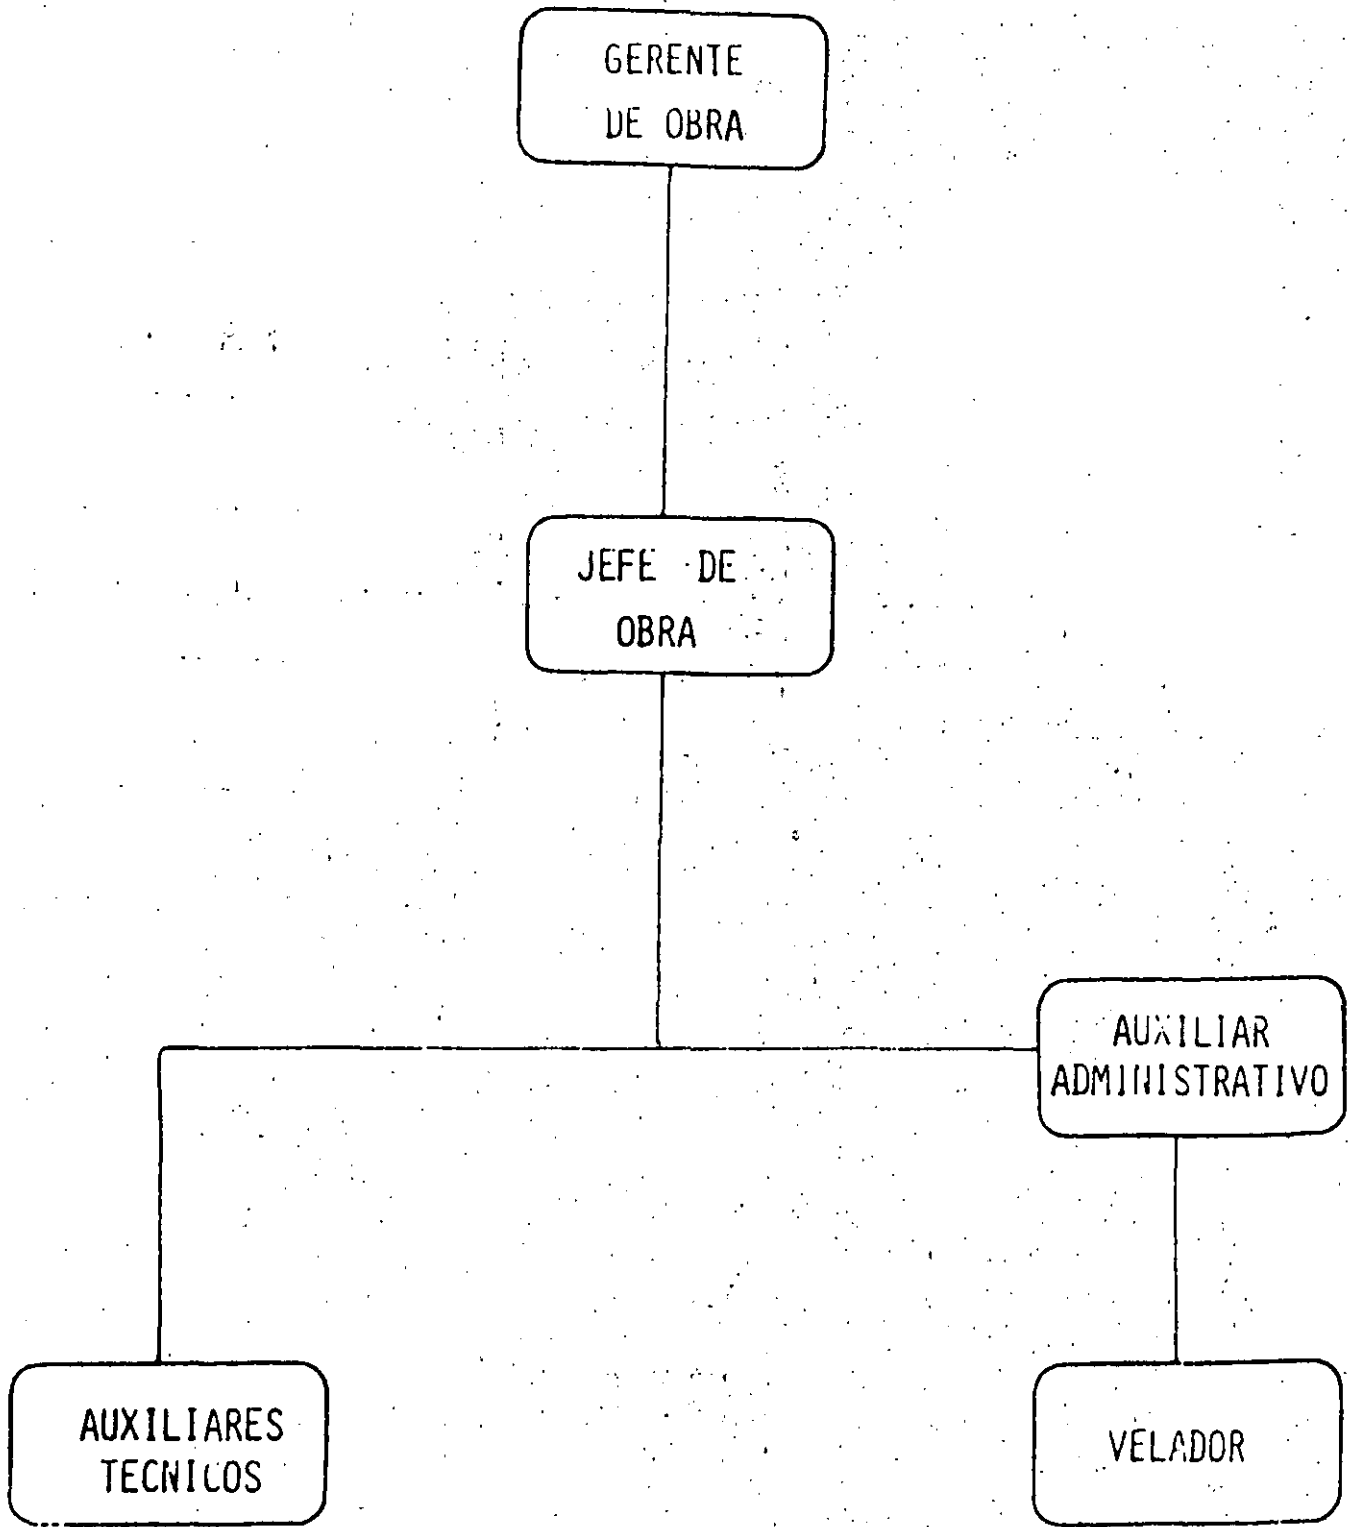 GERENTE
DE OBRA
JEFE DE
OBRA
AUXILIAR
ADMINISTRATIVO
AUXILIARES
TECNICOS
VELADOR